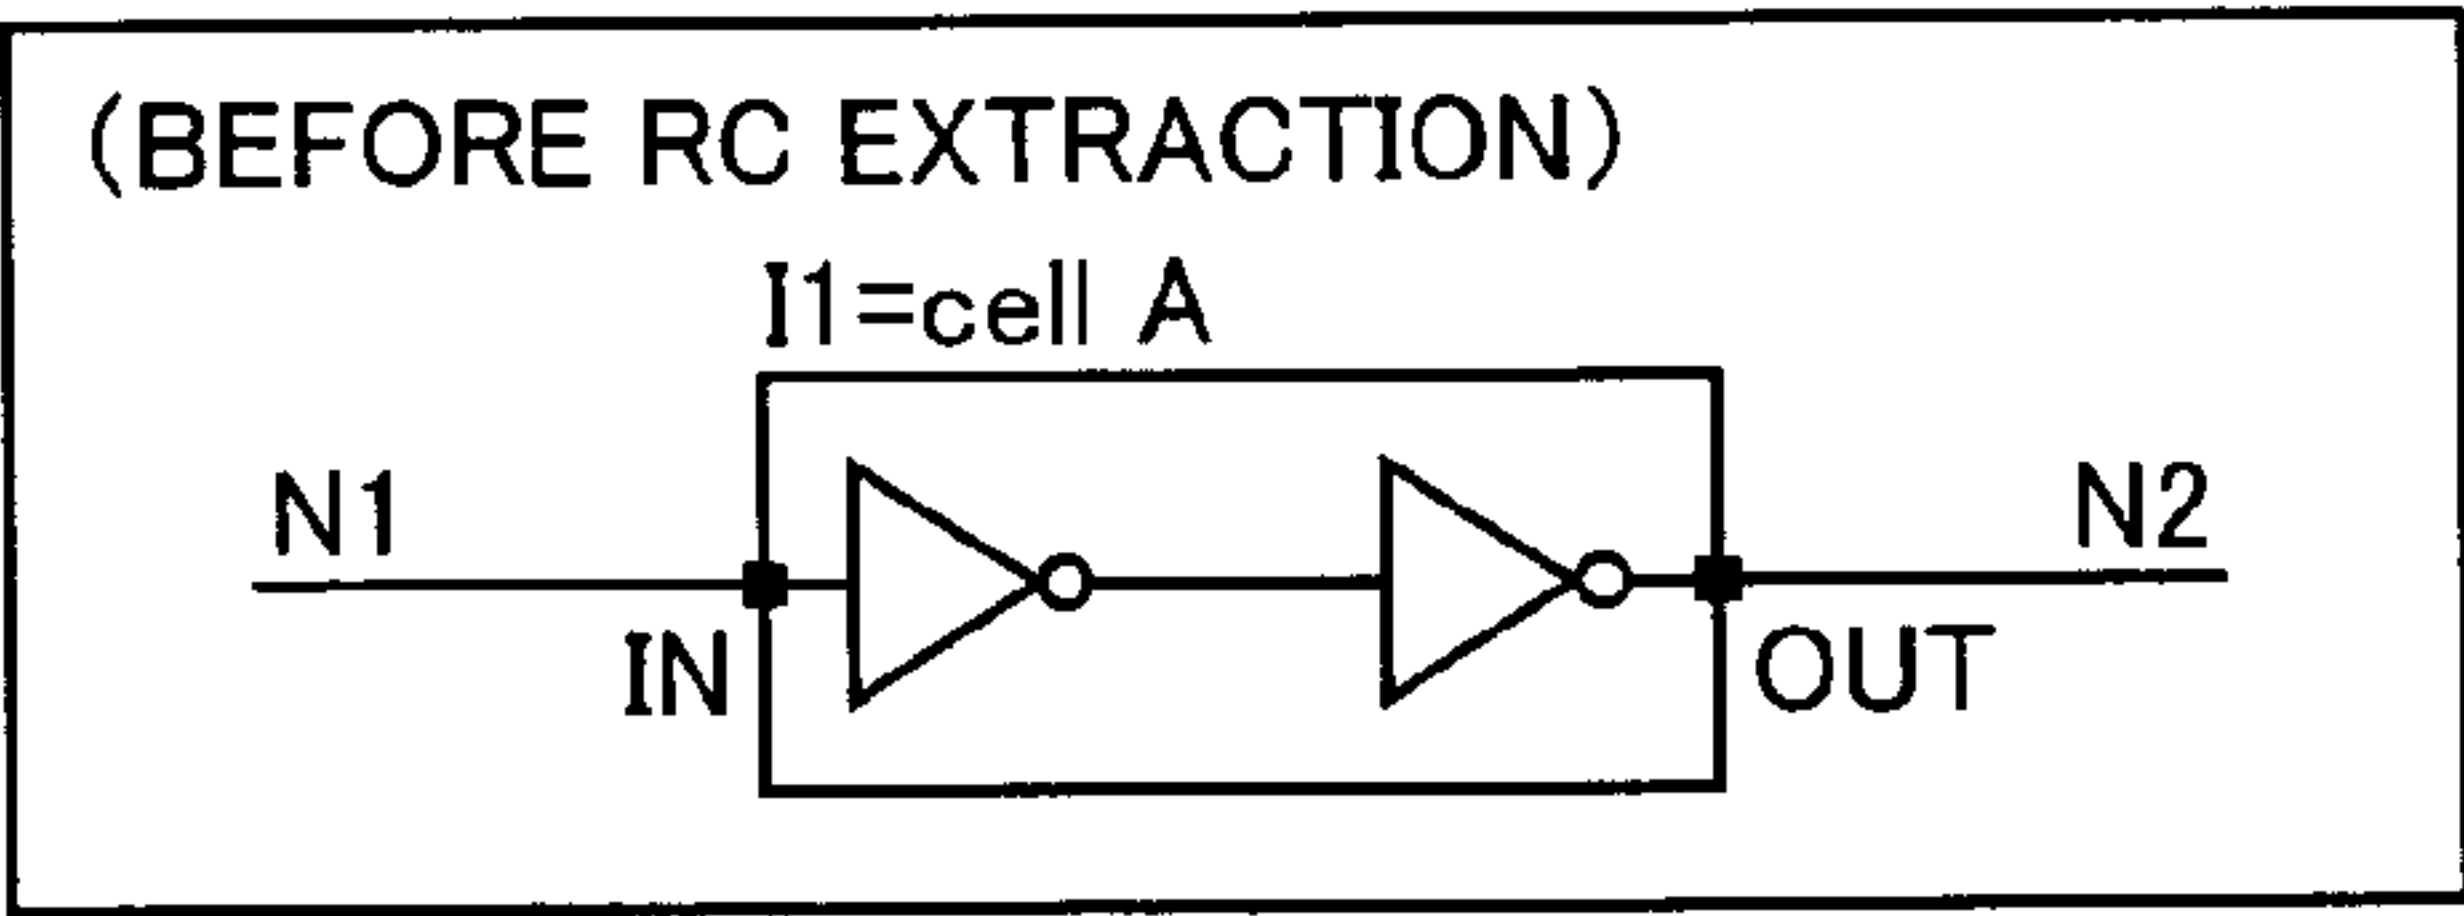 (BEFORE RC EXTRACTION)
I1=cell A
N1
N2
IN
OUT